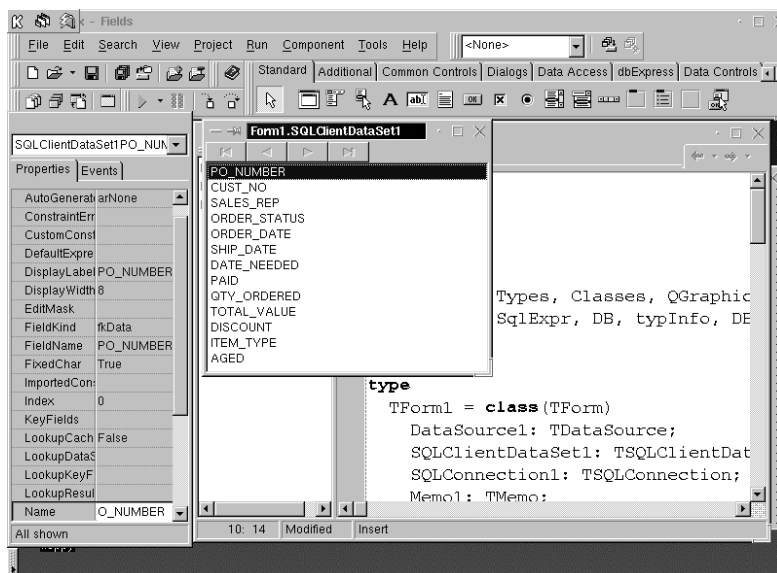 - Fields
File Edit Search View Project Run Component Tools Help <None>
Standard Additional Common Controls Dialogs Data Access dbExpress Data Controls
SQLClientDataSet1PO_NUM
Properties Events
AutoGenerat arNone
ConstraintErr
CustomConst
DefaultExpre
DisplayLabel PO_NUMBER
DisplayWidth 8
EditMask
FieldKind fkData
FieldName PO_NUMBER
FixedChar True
ImportedCon
Index 0
KeyFields
LookupCach False
LookupDataS
LookupKeyF
LookupResul
Name O_NUMBER
All shown
Form1.SQLClientDataSet1
PO_NUMBER
CUST_NO
SALES_REP
ORDER_STATUS
ORDER_DATE
SHIP_DATE
DATE_NEEDED
PAID
QTY_ORDERED
TOTAL_VALUE
DISCOUNT
ITEM_TYPE
AGED
Types, Classes, QGraphic
SqlExpr, DB, typInfo, DE
type
TForm1 = class(TForm)
DataSource1: TDataSource;
SQLClientDataSet1: TSQLClientDat
SQLConnection1: TSQLConnection;
Memo1: TMemo;
10: 14 Modified Insert